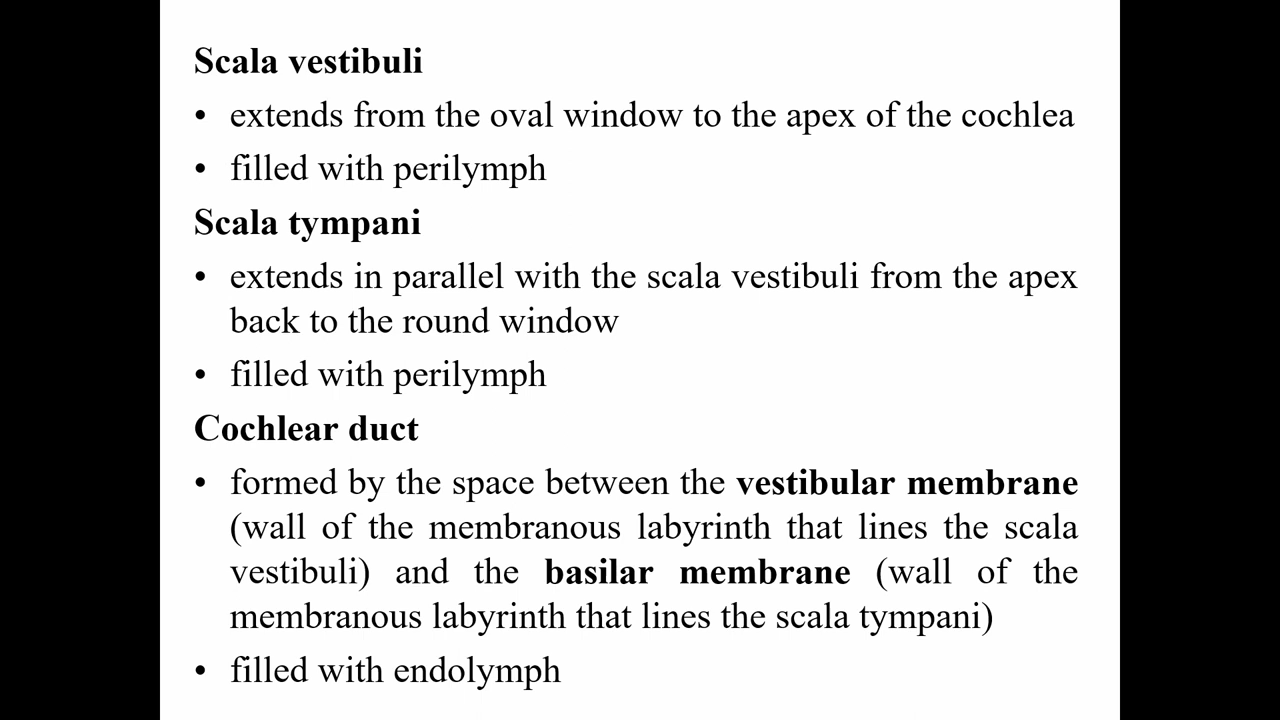 Scala vestibuli
• extends from the oval window to the apex of the cochlea
• filled with perilymph
Scala tympani
• extends in parallel with the scala vestibuli from the apex
back to the round window
• filled with perilymph
Cochlear duct
• formed by the space between the vestibular membrane
(wall of the membranous labyrinth that lines the scala
vestibuli) and the basilar membrane (wall of the
membranous labyrinth that lines the scala tympani)
• filled with endolymph